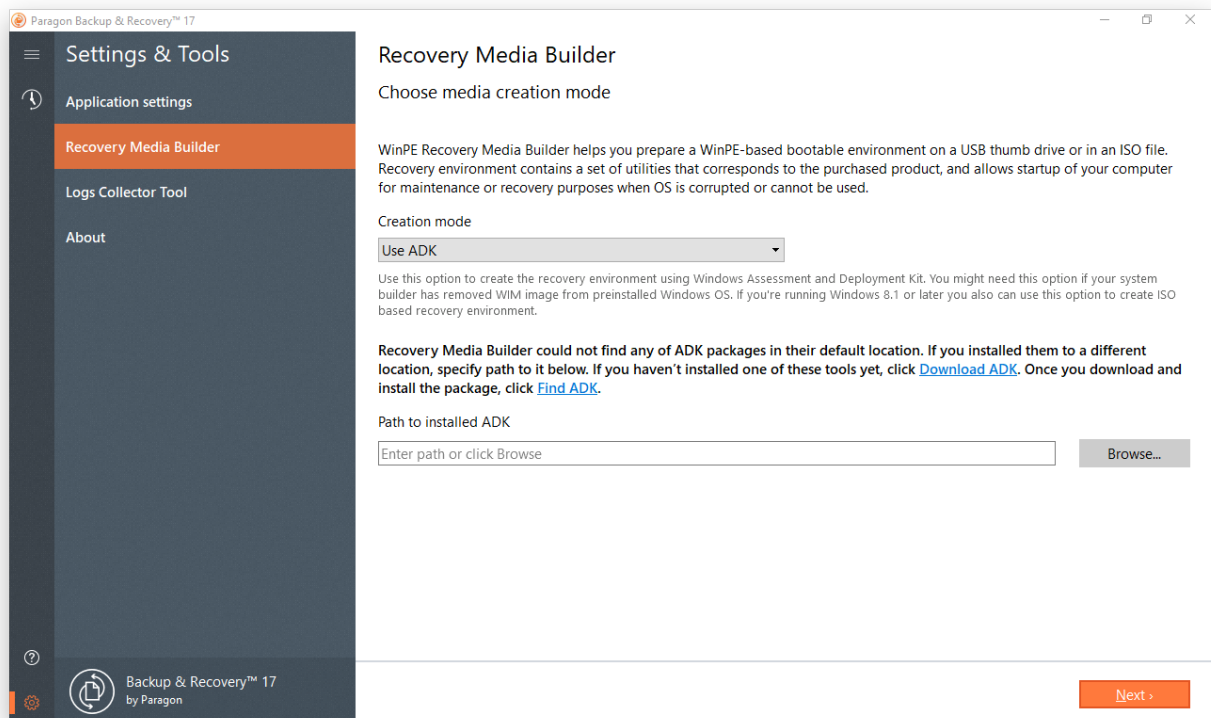 Paragon Backup & Recovery™ 17
Settings & Tools
Application settings
Recovery Media Builder
Logs Collector Tool
About
Backup & Recovery™ 17
by Paragon
Recovery Media Builder
Choose media creation mode
WinPE Recovery Media Builder helps you prepare a WinPE-based bootable environment on a USB thumb drive or in an ISO file.
Recovery environment contains a set of utilities that corresponds to the purchased product, and allows startup of your computer
for maintenance or recovery purposes when OS is corrupted or cannot be used.
Creation mode
Use ADK
Use this option to create the recovery environment using Windows Assessment and Deployment Kit. You might need this option if your system
builder has removed WIM image from preinstalled Windows OS. If you're running Windows 8.1 or later you also can use this option to create ISO
based recovery environment.
Recovery Media Builder could not find any of ADK packages in their default location. If you installed them to a different
location, specify path to it below. If you haven't installed one of these tools yet, click Download ADK. Once you download and
install the package, click Find ADK.
Path to installed ADK
Enter path or click Browse
Browse...
Next ›